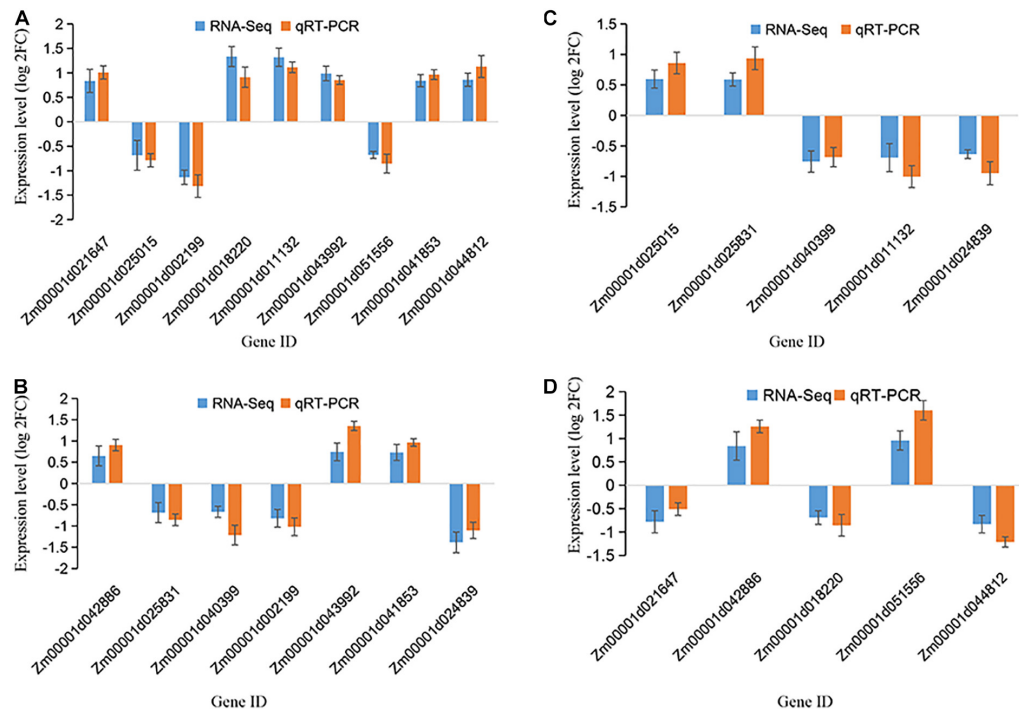 A
RNA-Seq qRT-PCR
Expression level (log 2FC)
2
1.5
1
0.5
0
-0.5
-1
-1.5
-2
Zm00001d021647
Zm00001d025015
Zm00001d002199
Zm00001d018220
Zm00001d011132
Zm00001d043992
Zm00001d051556
Zm00001d041853
Zm00001d044812
Gene ID
C
RNA-Seq qRT-PCR
Expression level (log 2FC)
1.5
1
0.5
0
-0.5
-1
-1.5
Zm00001d025015
Zm00001d025831
Zm00001d040399
Zm00001d011132
Zm00001d024839
Gene ID
B
RNA-Seq qRT-PCR
Expression level (log 2FC)
2
1.5
1
0.5
0
-0.5
-1
-1.5
-2
Zm00001d042886
Zm00001d025831
Zm00001d040399
Zm00001d002199
Zm00001d043992
Zm00001d041853
Zm00001d024839
Gene ID
D
RNA-Seq qRT-PCR
Expression level (log 2FC)
2
1.5
1
0.5
0
-0.5
-1
-1.5
Zm00001d021647
Zm00001d042886
Zm00001d018220
Zm00001d051556
Zm00001d044812
Gene ID